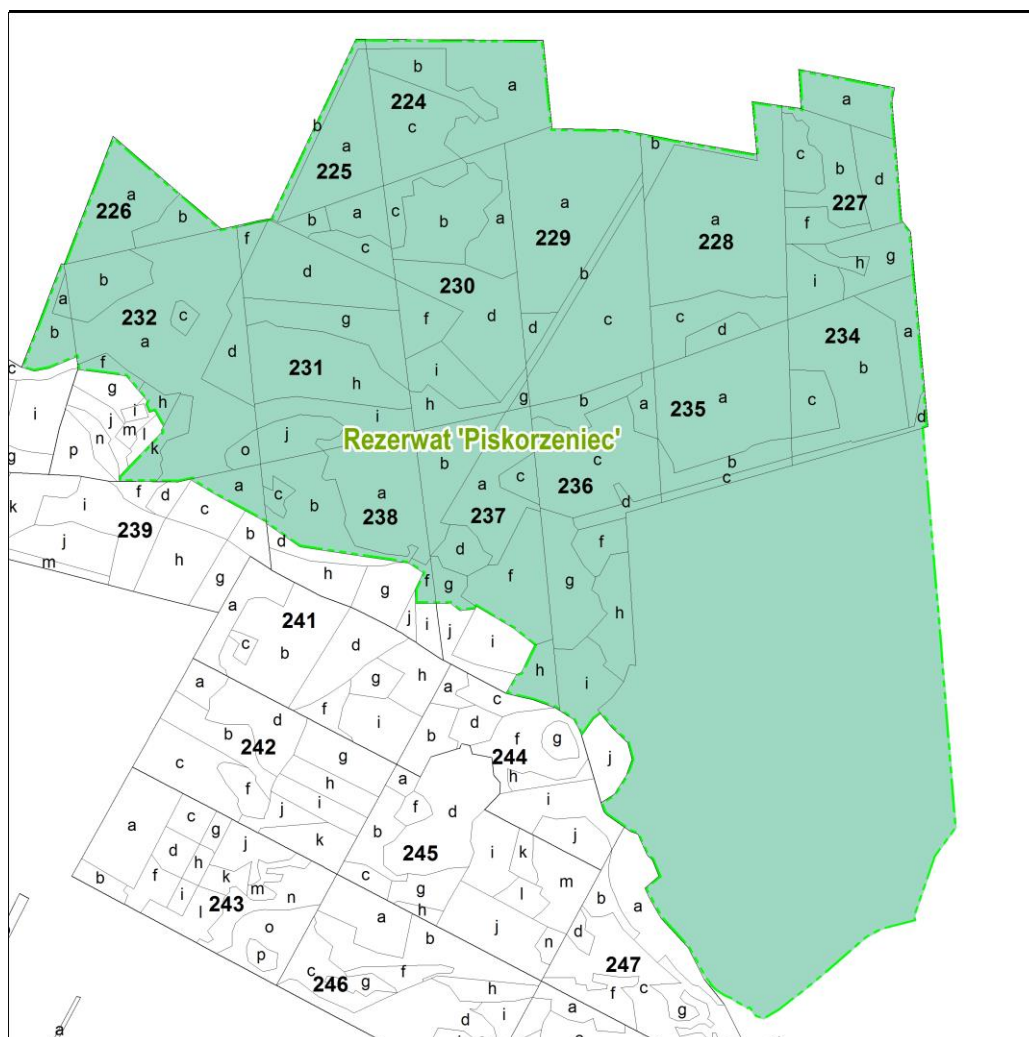 b
a
224
c
b
a
225
a
c
b
d
227
f
h
g
i
a
226
b
f
b
a
c
c
b
a
230
d
f
i
h
a
229
b
d
c
g
b
a
228
c
d
a
b
232
c
a
b
f
h
d
d
g
231
h
i
j
o
k
234
a
b
c
d
a
a
235
b
c
b
Rezerwat 'Piskorzeniec'
c
i
g
g
j
i
m
l
n
p
b
a
c
237
d
f
f
g
c
236
d
f
g
h
i
h
a
c
b
a
238
k
i
j
m
f
d
c
b
239
h
g
d
h
g
j
i
j
i
a
241
c
b
d
h
g
f
i
a
b
d
242
c
f
g
h
i
j
k
a
c
b
d
f
g
244
h
i
j
a
f
d
b
245
c
g
h
i
j
k
l
m
j
n
a
b
c
d
f
g
h
i
j
k
l
243
m
n
o
p
a
b
c
246
f
g
h
d
i
a
b
d
a
247
f
c
g
a